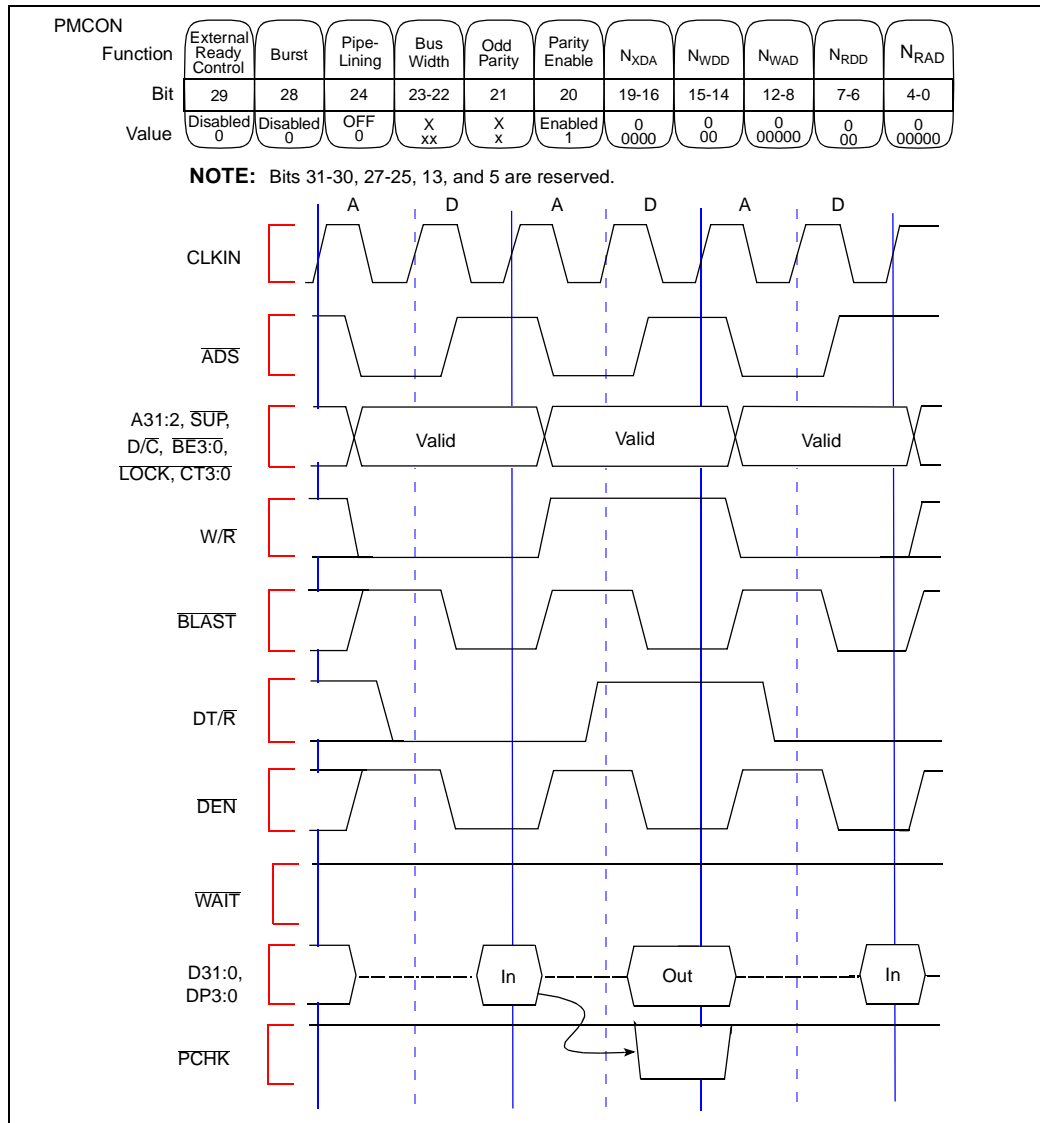 PMCON
Function External Ready Control Burst Pipe-Lining Bus Width Odd Parity Parity Enable NXDA NWDD NWAD NRDD NRAD
Bit 29 28 24 23-22 21 20 19-16 15-14 12-8 7-6 4-0
Value Disabled 0 Disabled 0 OFF 0 X xx X x Enabled 1 0 0000 0 00 0 00000 0 00 0 00000
NOTE: Bits 31-30, 27-25, 13, and 5 are reserved.
A D A D A D
CLKIN
ADS
A31:2, SUP,
D/C, BE3:0,
LOCK, CT3:0
Valid Valid Valid
W/R
BLAST
DT/R
DEN
WAIT
D31:0,
DP3:0
In Out In
PCHK